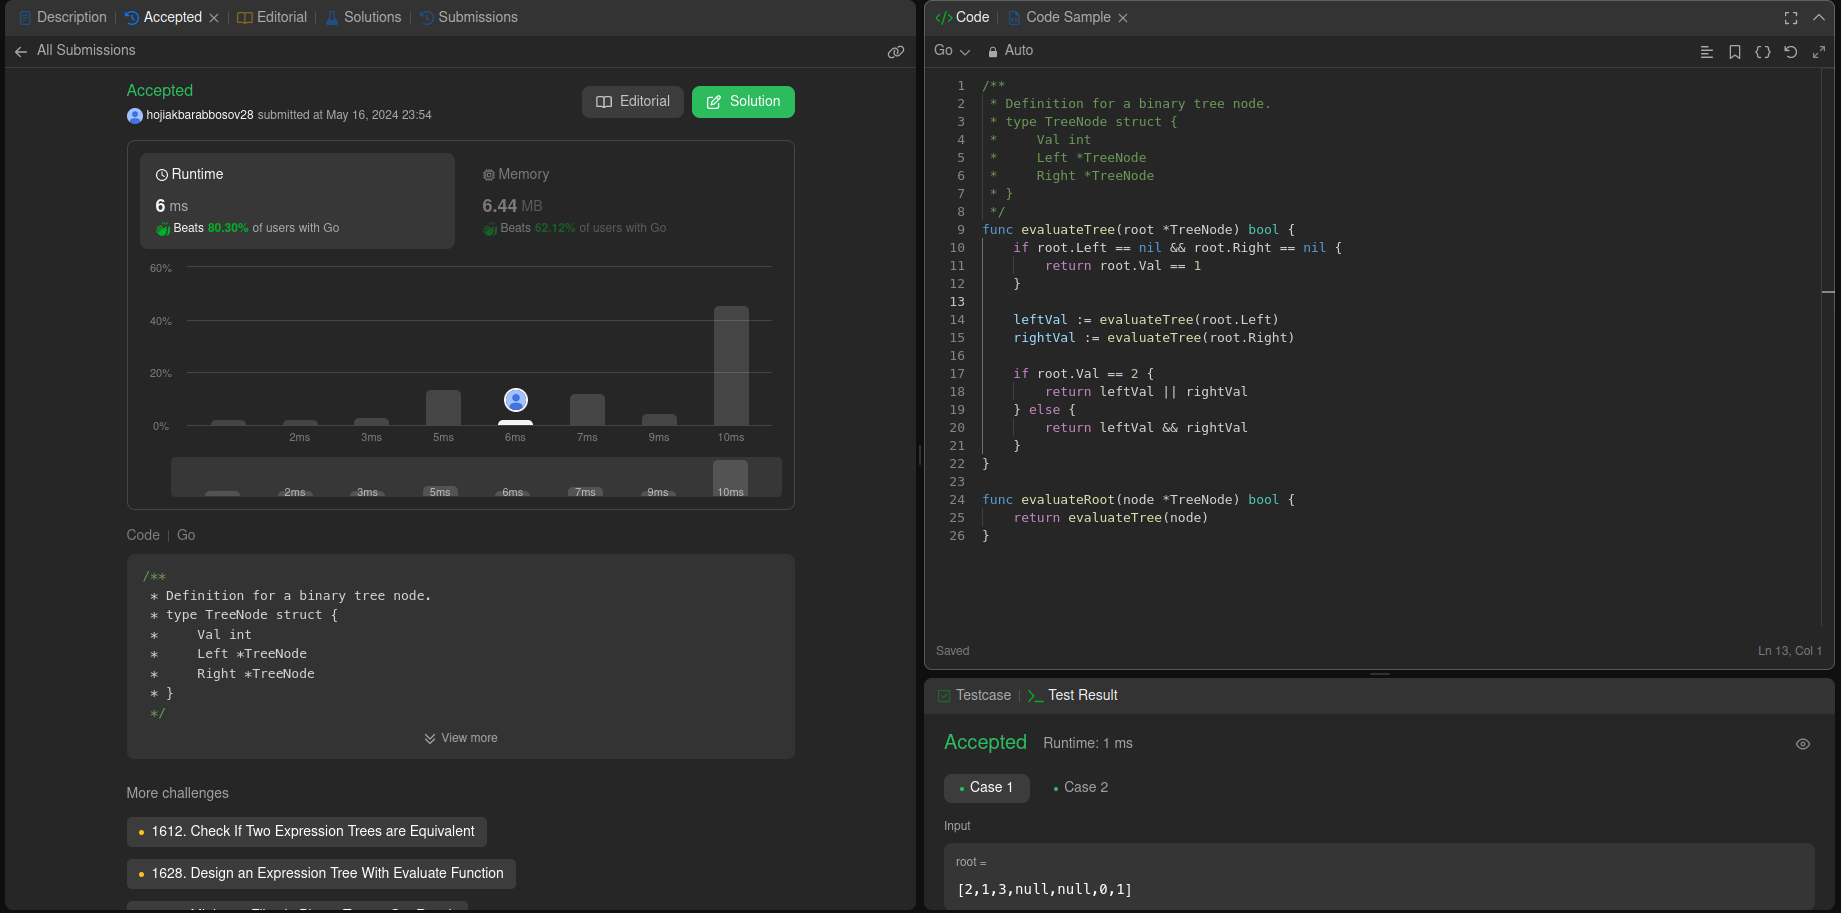 Description
Accepted
Editorial
Solutions
Submissions
All Submissions
Accepted
hojiakbarabbosov28 submitted at May 16, 2024 23:54
Editorial
Solution
Runtime
6 ms
Beats 80.30% of users with Go
Memory
6.44 MB
Beats 62.12% of users with Go
60%
40%
20%
0%
2ms 3ms 5ms 6ms 7ms 9ms 10ms
2ms 3ms 5ms 6ms 7ms 9ms 10ms
Code | Go
/**
* Definition for a binary tree node.
* type TreeNode struct {
*     Val int
*     Left *TreeNode
*     Right *TreeNode
* }
*/
View more
More challenges
1612. Check If Two Expression Trees are Equivalent
1628. Design an Expression Tree With Evaluate Function
Code
Code Sample
Go
Auto
1 /**
2  * Definition for a binary tree node.
3  * type TreeNode struct {
4  *     Val int
5  *     Left *TreeNode
6  *     Right *TreeNode
7  * }
8  */
9 func evaluateTree(root *TreeNode) bool {
10     if root.Left == nil && root.Right == nil {
11         return root.Val == 1
12     }
13
14     leftVal := evaluateTree(root.Left)
15     rightVal := evaluateTree(root.Right)
16
17     if root.Val == 2 {
18         return leftVal || rightVal
19     } else {
20         return leftVal && rightVal
21     }
22 }
23
24 func evaluateRoot(node *TreeNode) bool {
25     return evaluateTree(node)
26 }
Saved
Ln 13, Col 1
Testcase
Test Result
Accepted
Runtime: 1 ms
Case 1
Case 2
Input
root =
[2,1,3,null,null,0,1]